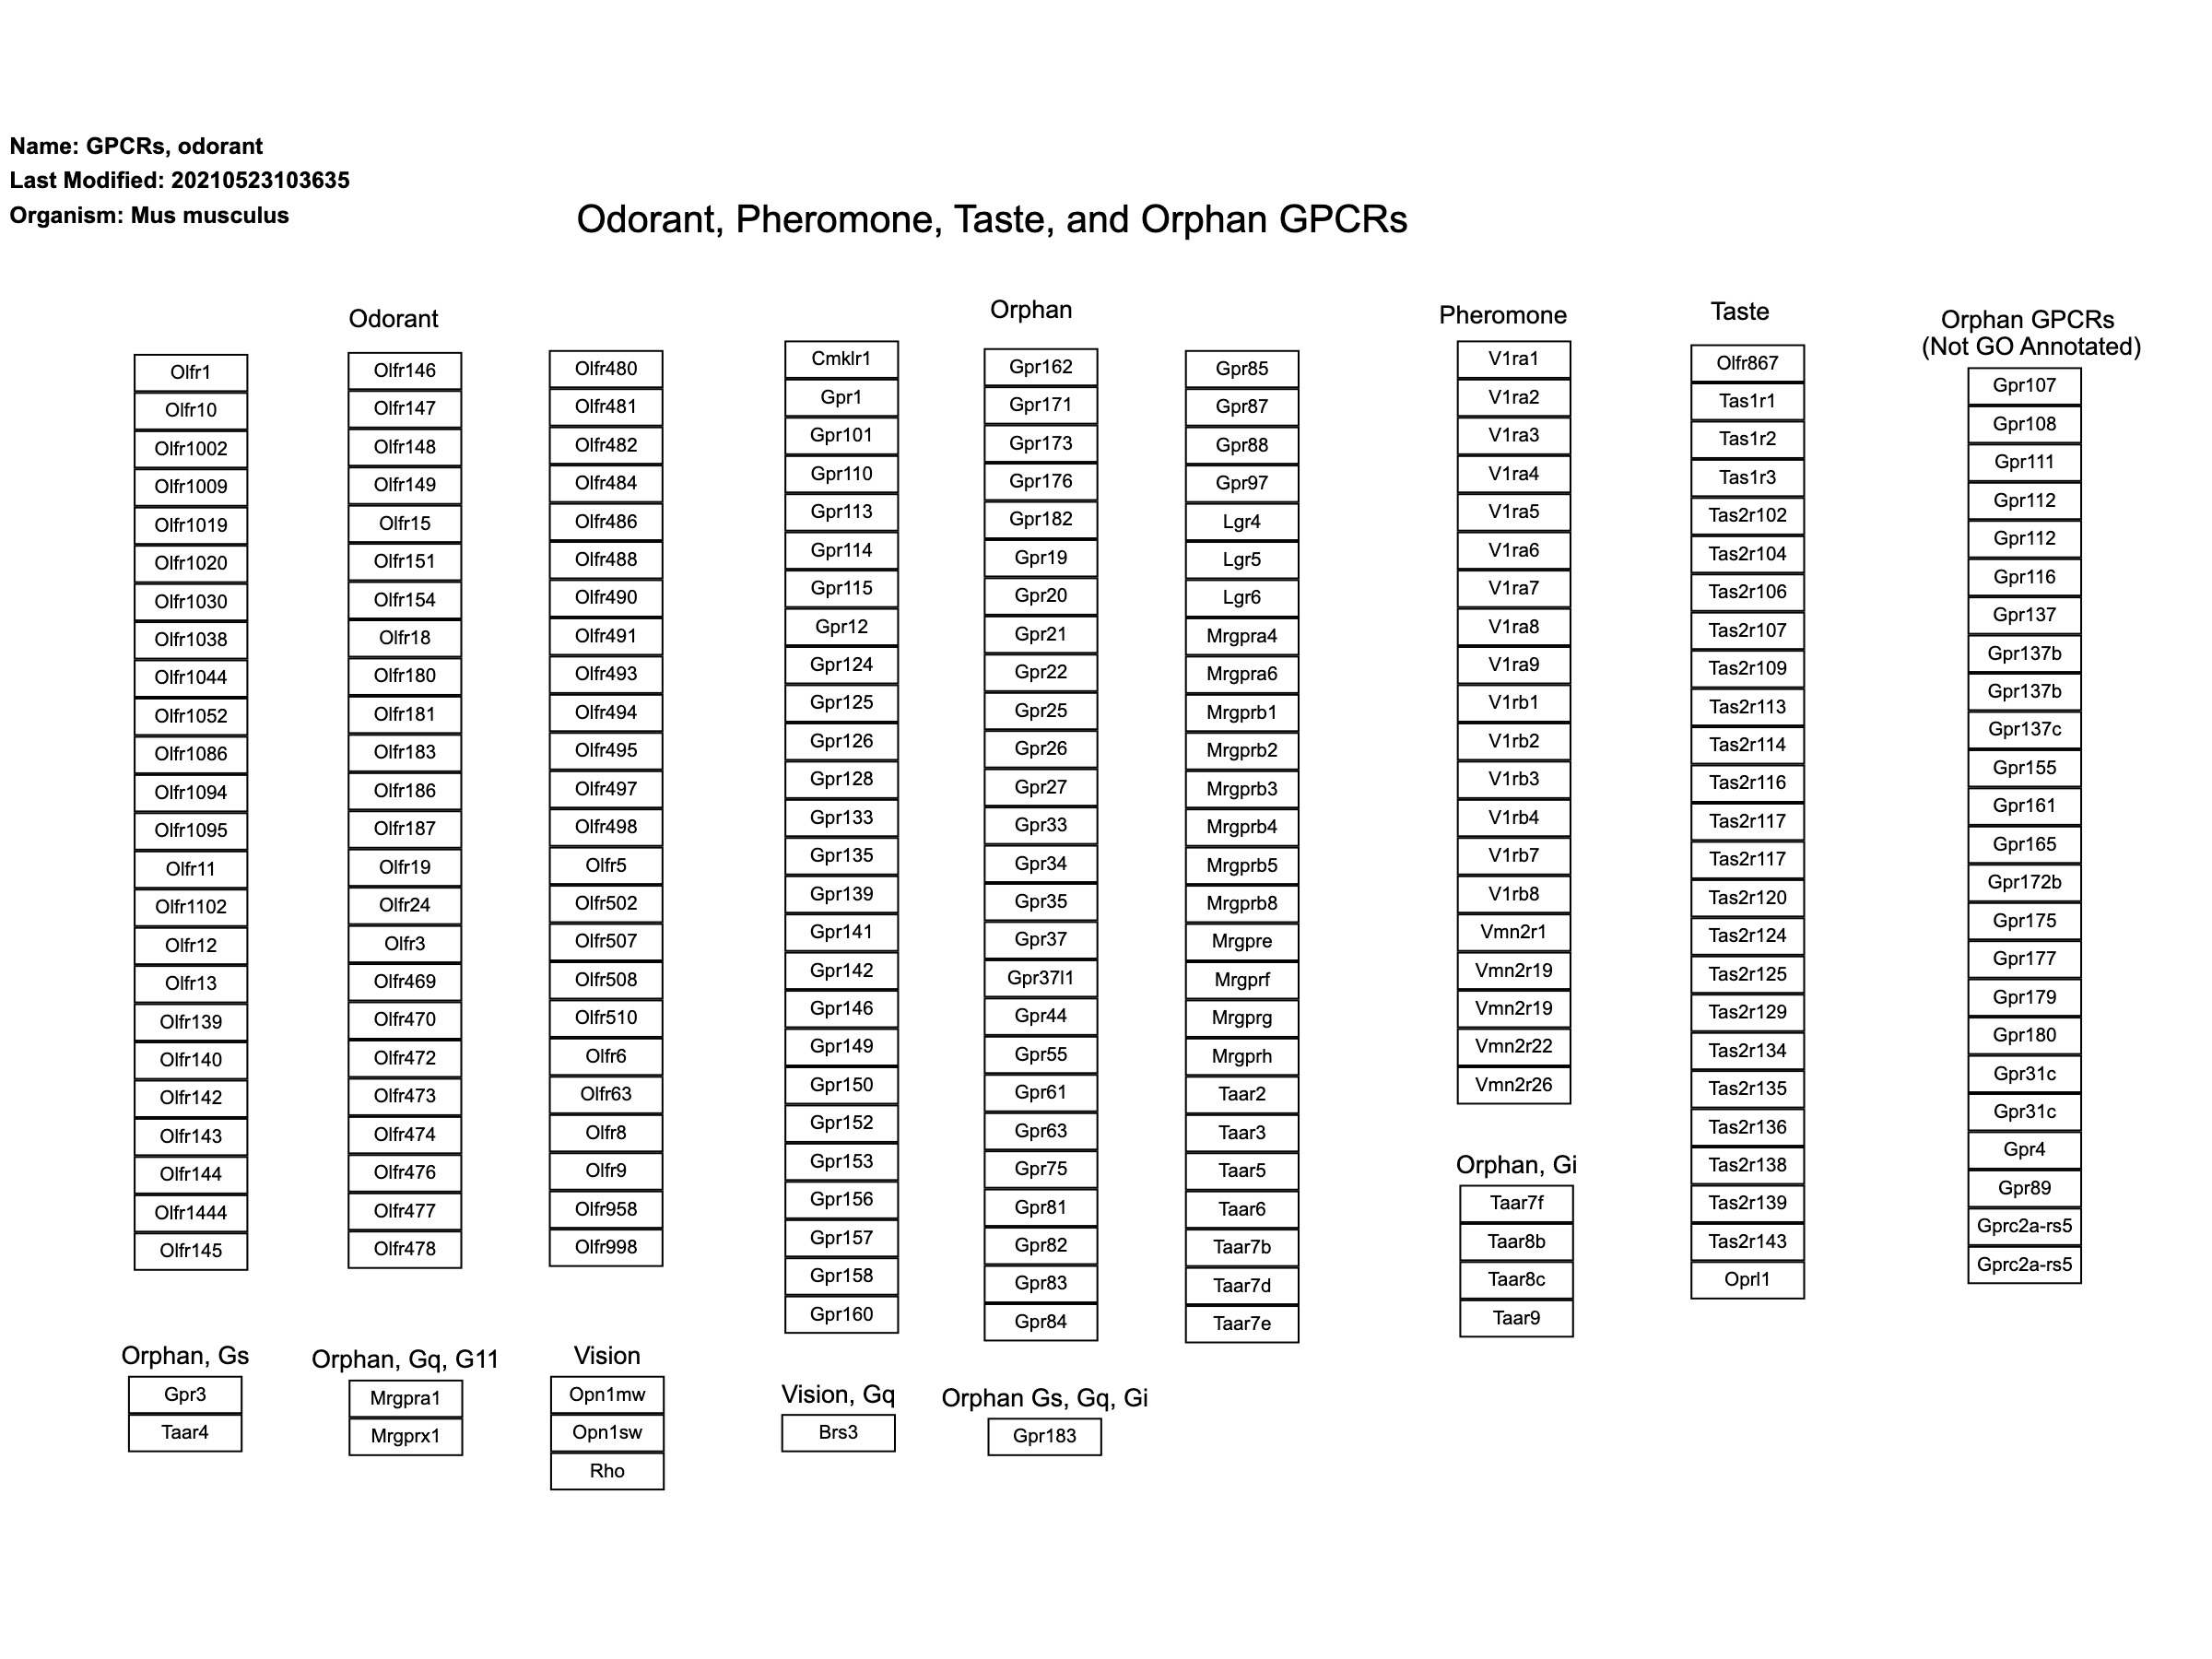 Name: GPCRs, odorant
Last Modified: 20210523103635
Organism: Mus musculus
Odorant, Pheromone, Taste, and Orphan GPCRs
Odorant
Olfr1
Olfr10
Olfr1002
Olfr1009
Olfr1019
Olfr1020
Olfr1030
Olfr1038
Olfr1044
Olfr1052
Olfr1086
Olfr1094
Olfr1095
Olfr11
Olfr1102
Olfr12
Olfr13
Olfr139
Olfr140
Olfr142
Olfr143
Olfr144
Olfr1444
Olfr145
Olfr146
Olfr147
Olfr148
Olfr149
Olfr15
Olfr151
Olfr154
Olfr18
Olfr180
Olfr181
Olfr183
Olfr186
Olfr187
Olfr19
Olfr24
Olfr3
Olfr469
Olfr470
Olfr472
Olfr473
Olfr474
Olfr476
Olfr477
Olfr478
Olfr480
Olfr481
Olfr482
Olfr484
Olfr486
Olfr488
Olfr490
Olfr491
Olfr493
Olfr494
Olfr495
Olfr497
Olfr498
Olfr5
Olfr502
Olfr507
Olfr508
Olfr510
Olfr6
Olfr63
Olfr8
Olfr9
Olfr958
Olfr998
Orphan
Cmklr1
Gpr1
Gpr101
Gpr110
Gpr113
Gpr114
Gpr115
Gpr12
Gpr124
Gpr125
Gpr126
Gpr128
Gpr133
Gpr135
Gpr139
Gpr141
Gpr142
Gpr146
Gpr149
Gpr150
Gpr152
Gpr153
Gpr156
Gpr157
Gpr158
Gpr160
Gpr162
Gpr171
Gpr173
Gpr176
Gpr182
Gpr19
Gpr20
Gpr21
Gpr22
Gpr25
Gpr26
Gpr27
Gpr33
Gpr34
Gpr35
Gpr37
Gpr37l1
Gpr44
Gpr55
Gpr61
Gpr63
Gpr75
Gpr81
Gpr82
Gpr83
Gpr84
Gpr85
Gpr87
Gpr88
Gpr97
Lgr4
Lgr5
Lgr6
Mrgpra4
Mrgpra6
Mrgprb1
Mrgprb2
Mrgprb3
Mrgprb4
Mrgprb5
Mrgprb8
Mrgpre
Mrgprf
Mrgprg
Mrgprh
Taar2
Taar3
Taar5
Taar6
Taar7b
Taar7d
Taar7e
Pheromone
V1ra1
V1ra2
V1ra3
V1ra4
V1ra5
V1ra6
V1ra7
V1ra8
V1ra9
V1rb1
V1rb2
V1rb3
V1rb4
V1rb7
V1rb8
Vmn2r1
Vmn2r19
Vmn2r19
Vmn2r22
Vmn2r26
Orphan, Gi
Taar7f
Taar8b
Taar8c
Taar9
Taste
Olfr867
Tas1r1
Tas1r2
Tas1r3
Tas2r102
Tas2r104
Tas2r106
Tas2r107
Tas2r109
Tas2r113
Tas2r114
Tas2r116
Tas2r117
Tas2r117
Tas2r120
Tas2r124
Tas2r125
Tas2r129
Tas2r134
Tas2r135
Tas2r136
Tas2r138
Tas2r139
Tas2r143
Oprl1
Orphan GPCRs
(Not GO Annotated)
Gpr107
Gpr108
Gpr111
Gpr112
Gpr112
Gpr116
Gpr137
Gpr137b
Gpr137b
Gpr137c
Gpr155
Gpr161
Gpr165
Gpr172b
Gpr175
Gpr177
Gpr179
Gpr180
Gpr31c
Gpr31c
Gpr4
Gpr89
Gprc2a-rs5
Gprc2a-rs5
Orphan, Gs
Gpr3
Taar4
Orphan, Gq, G11
Mrgpra1
Mrgprx1
Vision
Opn1mw
Opn1sw
Rho
Vision, Gq
Brs3
Orphan Gs, Gq, Gi
Gpr183